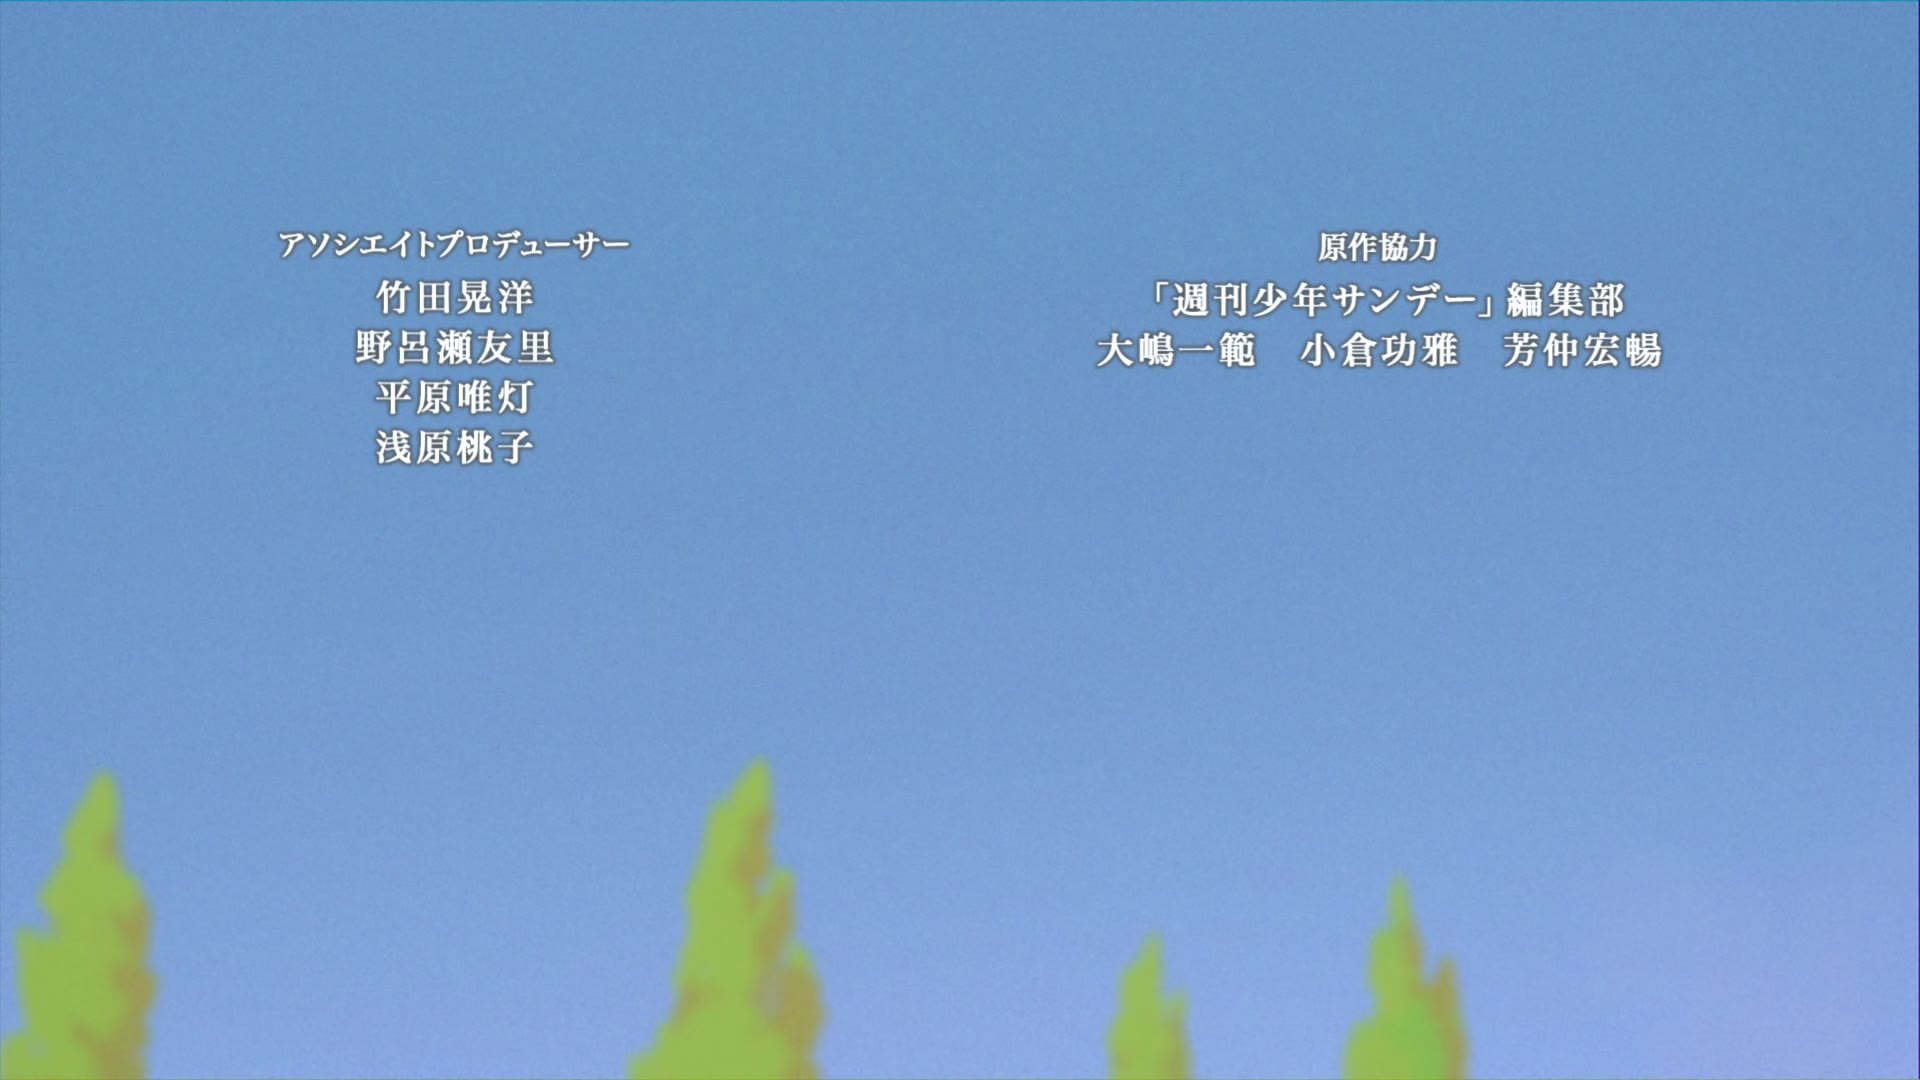 アソシエイトプロデューサー
竹田晃洋
野呂瀬友里
平原唯灯
浅原桃子
原作協力
「週刊少年サンデー」編集部
大嶋一範　小倉功雅　芳仲宏暢